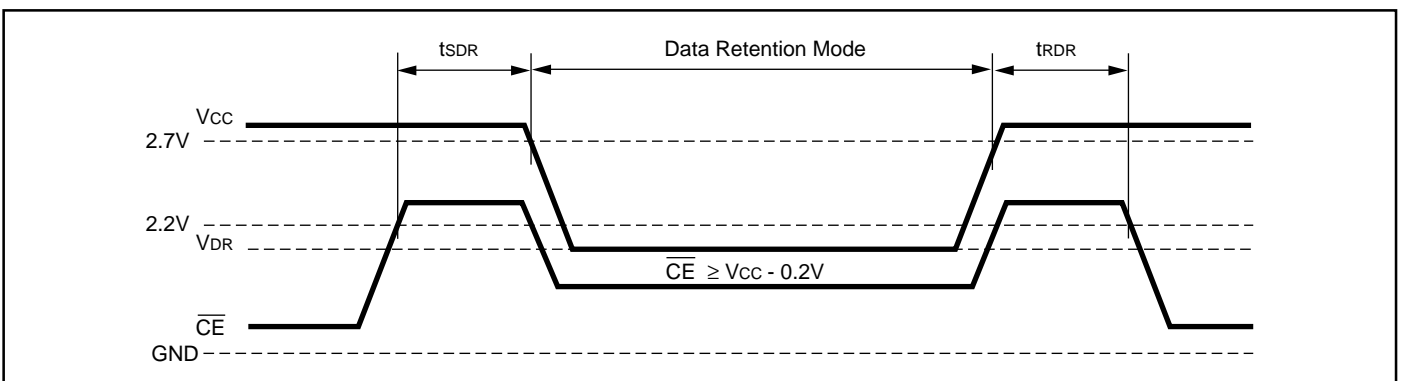 tSDR Data Retention Mode tRDR
VCC
2.7V
2.2V
VDR
CE ≥ VCC - 0.2V
CE
GND